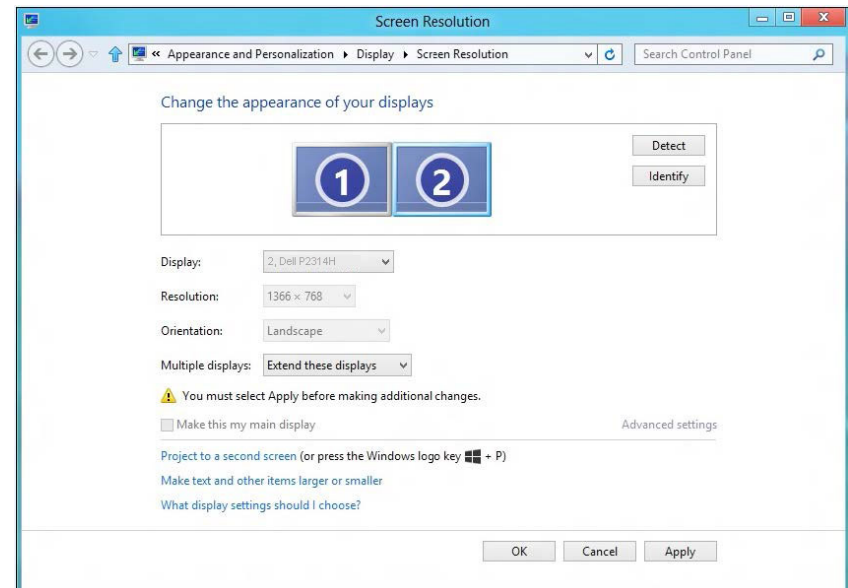 Screen Resolution
« Appearance and Personalization ▸ Display ▸ Screen Resolution
Search Control Panel
Change the appearance of your displays
1 2
Detect
Identify
Display: 2, Dell P2314H
Resolution: 1366 × 768
Orientation: Landscape
Multiple displays: Extend these displays
You must select Apply before making additional changes.
Make this my main display Advanced settings
Project to a second screen (or press the Windows logo key + P)
Make text and other items larger or smaller
What display settings should I choose?
OK Cancel Apply